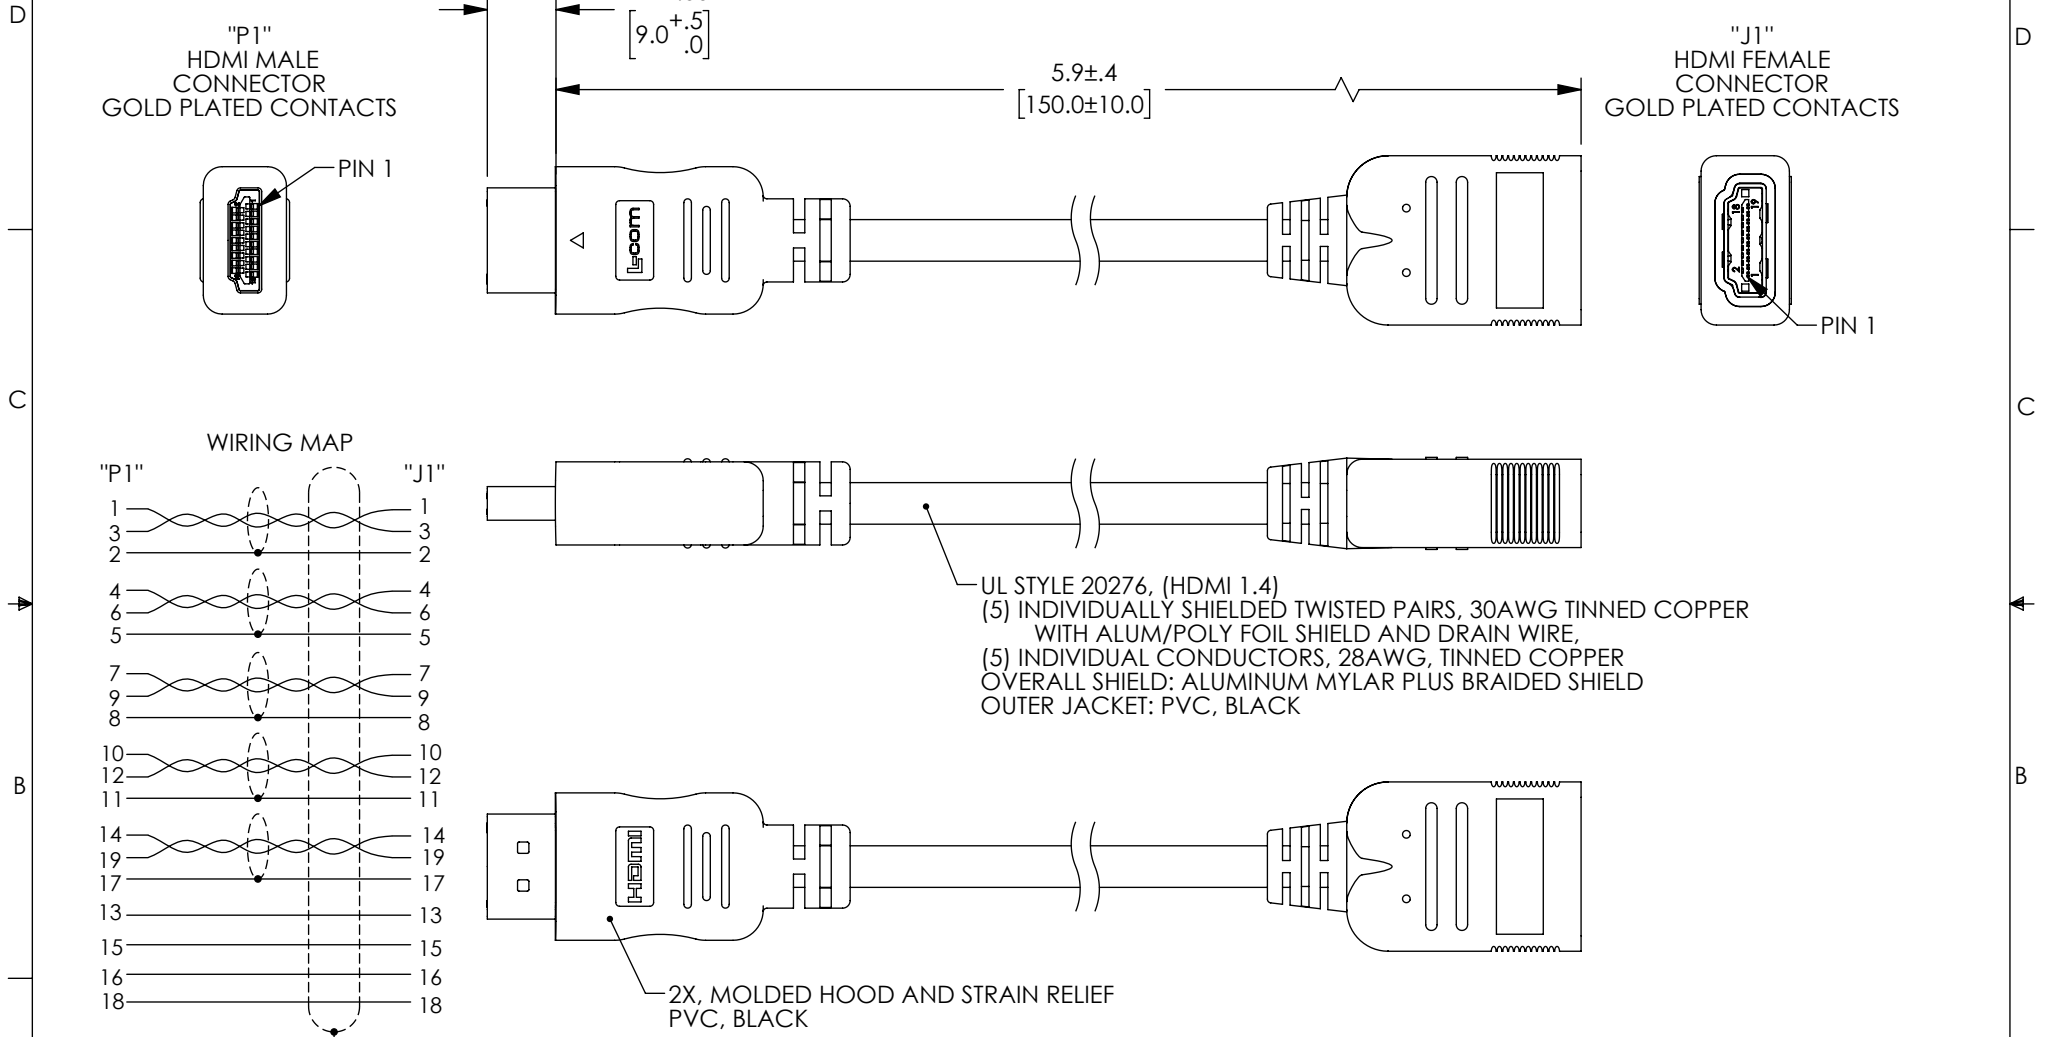 D
D
[9.0 +.5 .0]
"P1"
HDMI MALE
CONNECTOR
GOLD PLATED CONTACTS
5.9±.4
[150.0±10.0]
"J1"
HDMI FEMALE
CONNECTOR
GOLD PLATED CONTACTS
PIN 1
L-com
18
19
2
1
PIN 1
C
C
WIRING MAP
"P1" "J1"
1 1
3 3
2 2
4 4
6 6
5 5
7 7
9 9
8 8
10 10
12 12
11 11
14 14
19 19
17 17
13 13
15 15
16 16
18 18
UL STYLE 20276, (HDMI 1.4)
(5) INDIVIDUALLY SHIELDED TWISTED PAIRS, 30AWG TINNED COPPER
WITH ALUM/POLY FOIL SHIELD AND DRAIN WIRE,
(5) INDIVIDUAL CONDUCTORS, 28AWG, TINNED COPPER
OVERALL SHIELD: ALUMINUM MYLAR PLUS BRAIDED SHIELD
OUTER JACKET: PVC, BLACK
B
B
HDMI
2X, MOLDED HOOD AND STRAIN RELIEF
PVC, BLACK